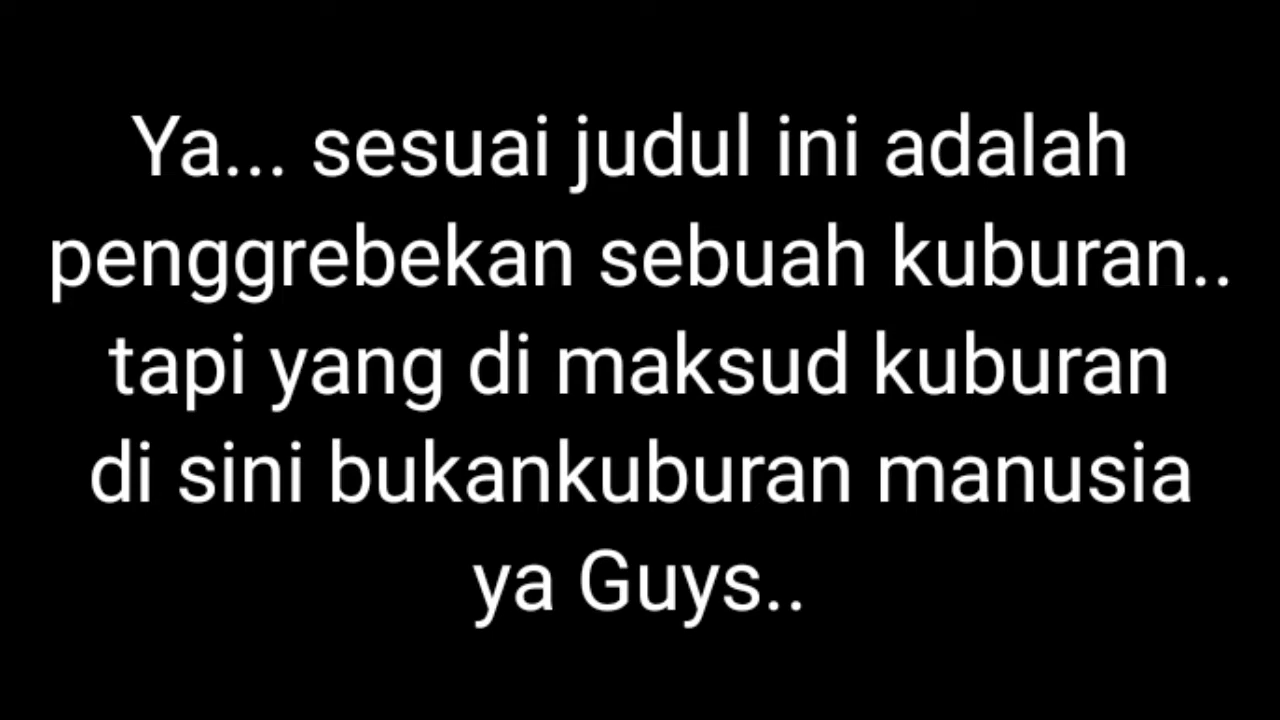 Ya... sesuai judul ini adalah
penggrebekan sebuah kuburan..
tapi yang di maksud kuburan
di sini bukankuburan manusia
ya Guys..